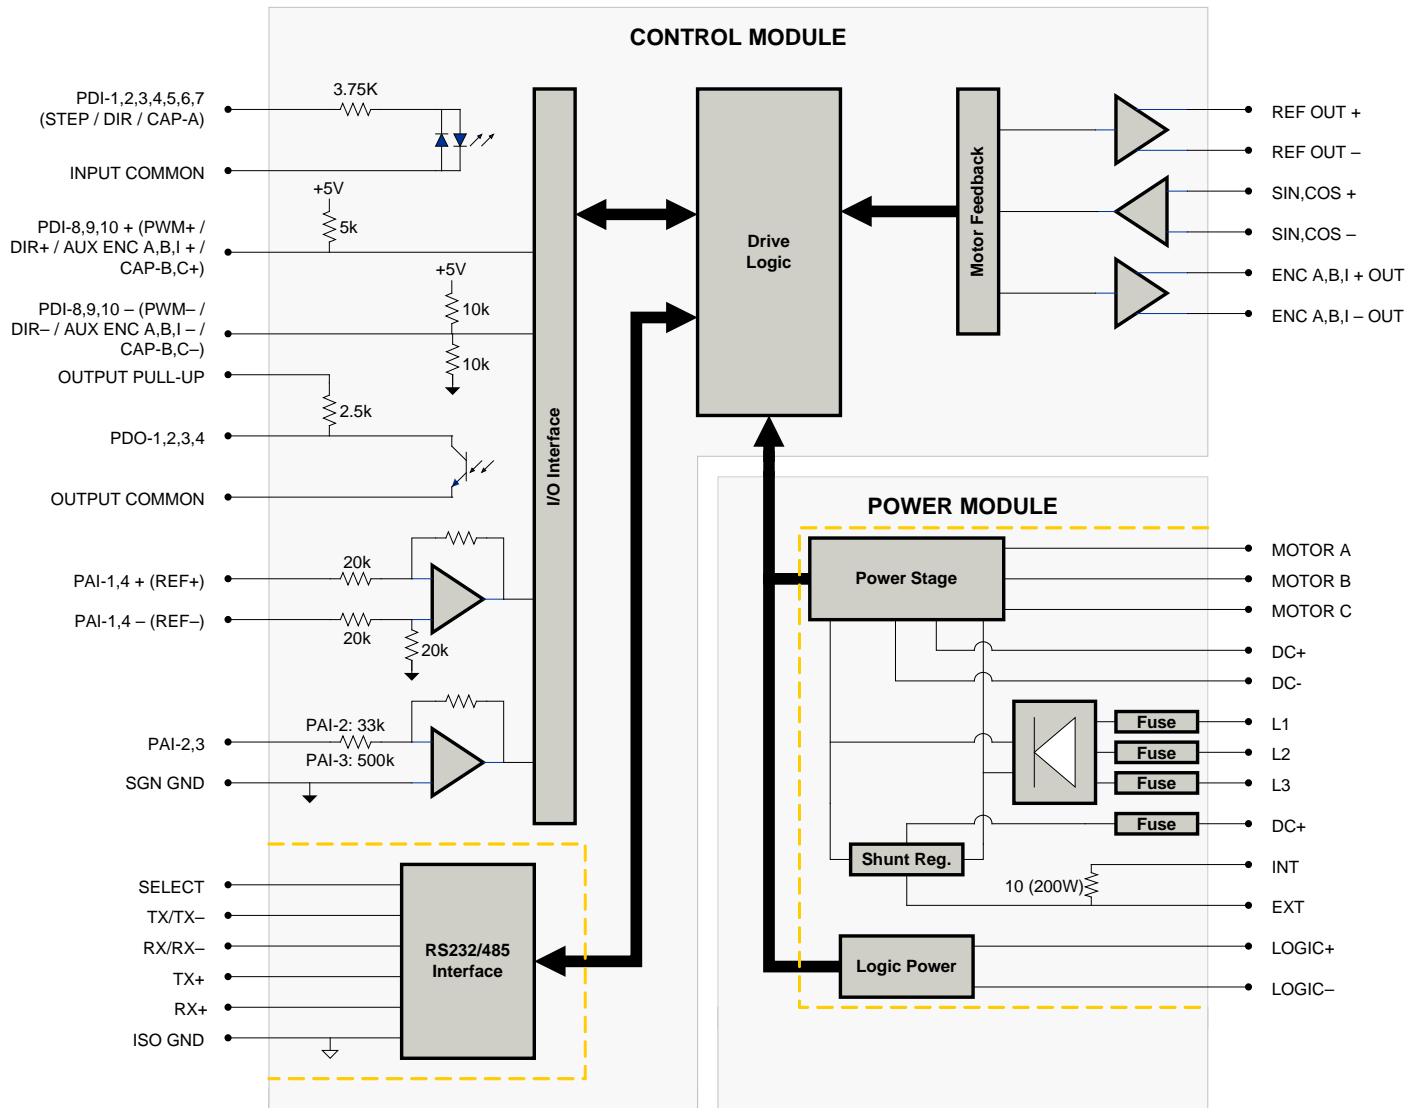 CONTROL MODULE
PDI-1,2,3,4,5,6,7
(STEP / DIR / CAP-A)
3.75K
INPUT COMMON
+5V
5k
PDI-8,9,10 + (PWM+ /
DIR+ / AUX ENC A,B,I + /
CAP-B,C+)
+5V
10k
PDI-8,9,10 – (PWM– /
DIR– / AUX ENC A,B,I – /
CAP-B,C–)
10k
OUTPUT PULL-UP
2.5k
PDO-1,2,3,4
OUTPUT COMMON
20k
PAI-1,4 + (REF+)
PAI-1,4 – (REF–)
20k
20k
PAI-2: 33k
PAI-2,3
PAI-3: 500k
SGN GND
I/O Interface
Drive
Logic
Motor Feedback
REF OUT +
REF OUT –
SIN,COS +
SIN,COS –
ENC A,B,I + OUT
ENC A,B,I – OUT
SELECT
TX/TX–
RX/RX–
TX+
RX+
ISO GND
RS232/485
Interface
POWER MODULE
Power Stage
MOTOR A
MOTOR B
MOTOR C
DC+
DC-
Fuse
L1
Fuse
L2
Fuse
L3
Fuse
DC+
Shunt Reg.
10 (200W)
INT
EXT
Logic Power
LOGIC+
LOGIC–